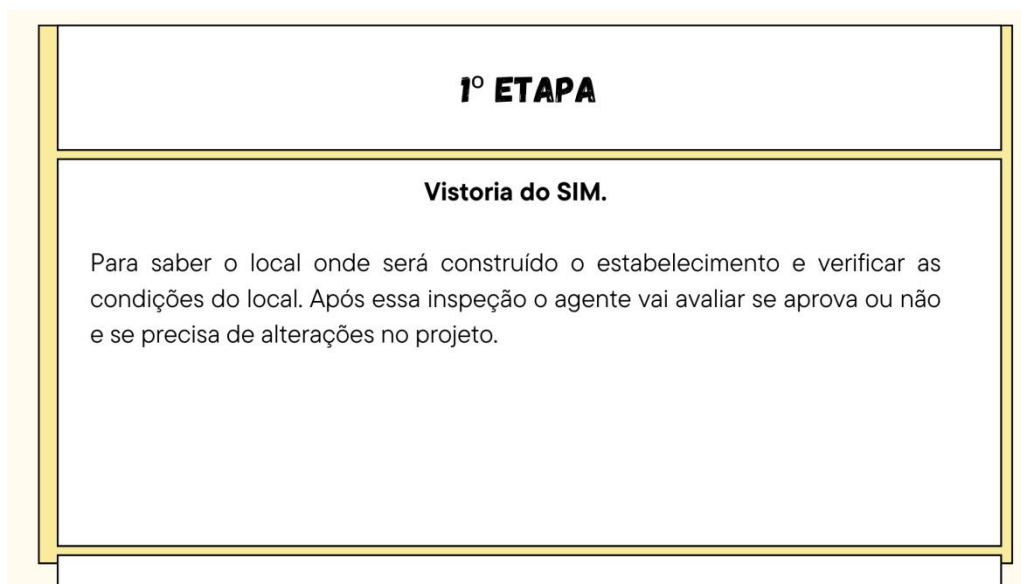 1º ETAPA
Vistoria do SIM.
Para saber o local onde será construído o estabelecimento e verificar as
condições do local. Após essa inspeção o agente vai avaliar se aprova ou não
e se precisa de alterações no projeto.